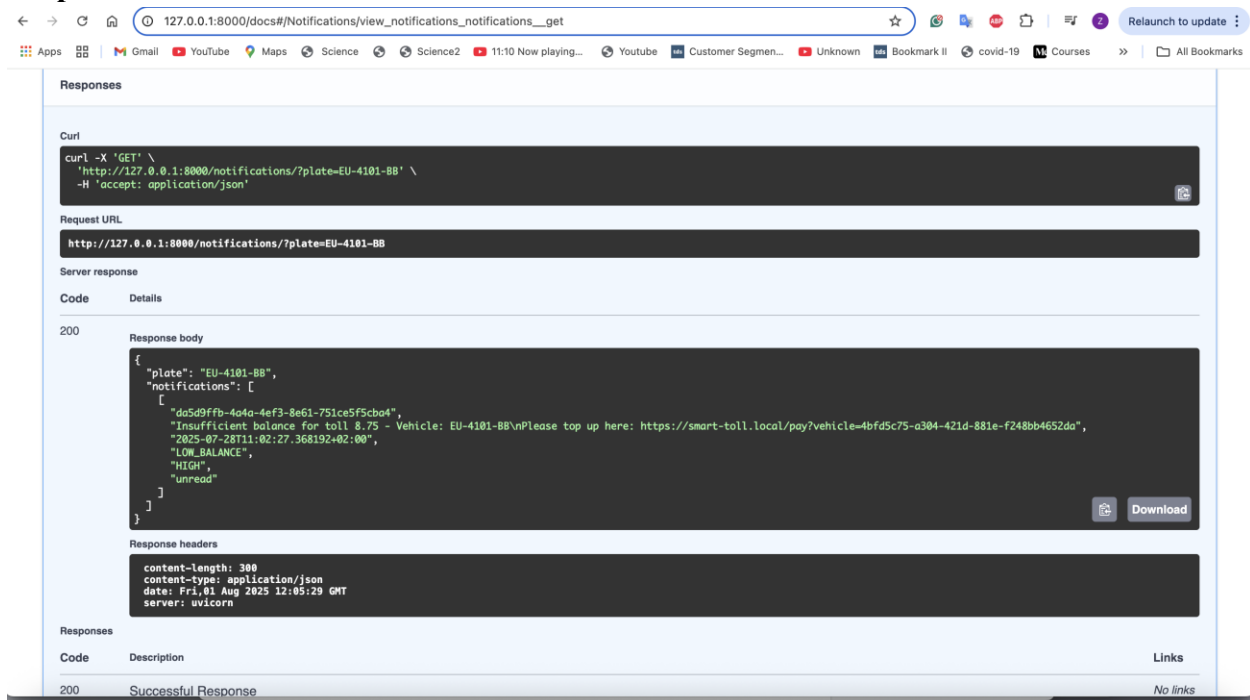 127.0.0.1:8000/docs#/Notifications/view_notifications_notifications__get
Relaunch to update
Apps Gmail YouTube Maps Science Science2 11:10 Now playing... Youtube Customer Segmen... Unknown Bookmark II covid-19 Courses » All Bookmarks
Responses
Curl
curl -X 'GET' \
'http://127.0.0.1:8000/notifications/?plate=EU-4101-BB' \
-H 'accept: application/json'
Request URL
http://127.0.0.1:8000/notifications/?plate=EU-4101-BB
Server response
Code Details
200
Response body
{
"plate": "EU-4101-BB",
"notifications": [
[
"da5d9ffb-4a4a-4ef3-8e61-751ce5f5cba4",
"Insufficient balance for toll 8.75 - Vehicle: EU-4101-BB\nPlease top up here: https://smart-toll.local/pay?vehicle=4bfd5c75-a304-421d-881e-f248bb4652da",
"2025-07-28T11:02:27.368192+02:00",
"LOW_BALANCE",
"HIGH",
"unread"
]
]
}
Download
Response headers
content-length: 300
content-type: application/json
date: Fri,01 Aug 2025 12:05:29 GMT
server: uvicorn
Responses
Code Description Links
200 Successful Response No links